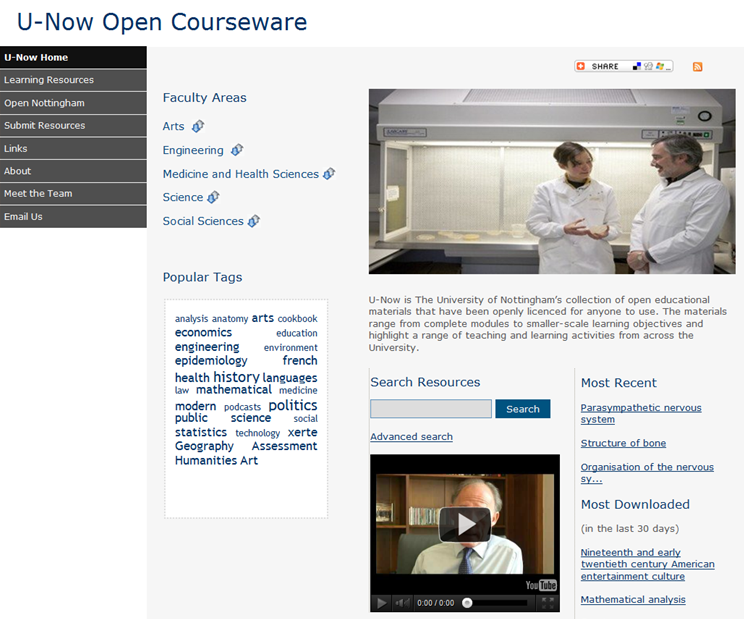 U-Now Open Courseware
U-Now Home
Learning Resources
Open Nottingham
Submit Resources
Links
About
Meet the Team
Email Us
SHARE
Faculty Areas
Arts
Engineering
Medicine and Health Sciences
Science
Social Sciences
Popular Tags
analysis anatomy arts cookbook
economics education
engineering environment
epidemiology french
health history languages
law mathematical medicine
modern podcasts politics
public science social
statistics technology xerte
Geography Assessment
Humanities Art
U-Now is The University of Nottingham's collection of open educational
materials that have been openly licenced for anyone to use. The materials
range from complete modules to smaller-scale learning objectives and
highlight a range of teaching and learning activities from across the
University.
Search Resources
Search
Advanced search
YouTube
0:00 / 0:00
Most Recent
Parasympathetic nervous
system
Structure of bone
Organisation of the nervous
sy...
Most Downloaded
(in the last 30 days)
Nineteenth and early
twentieth century American
entertainment culture
Mathematical analysis